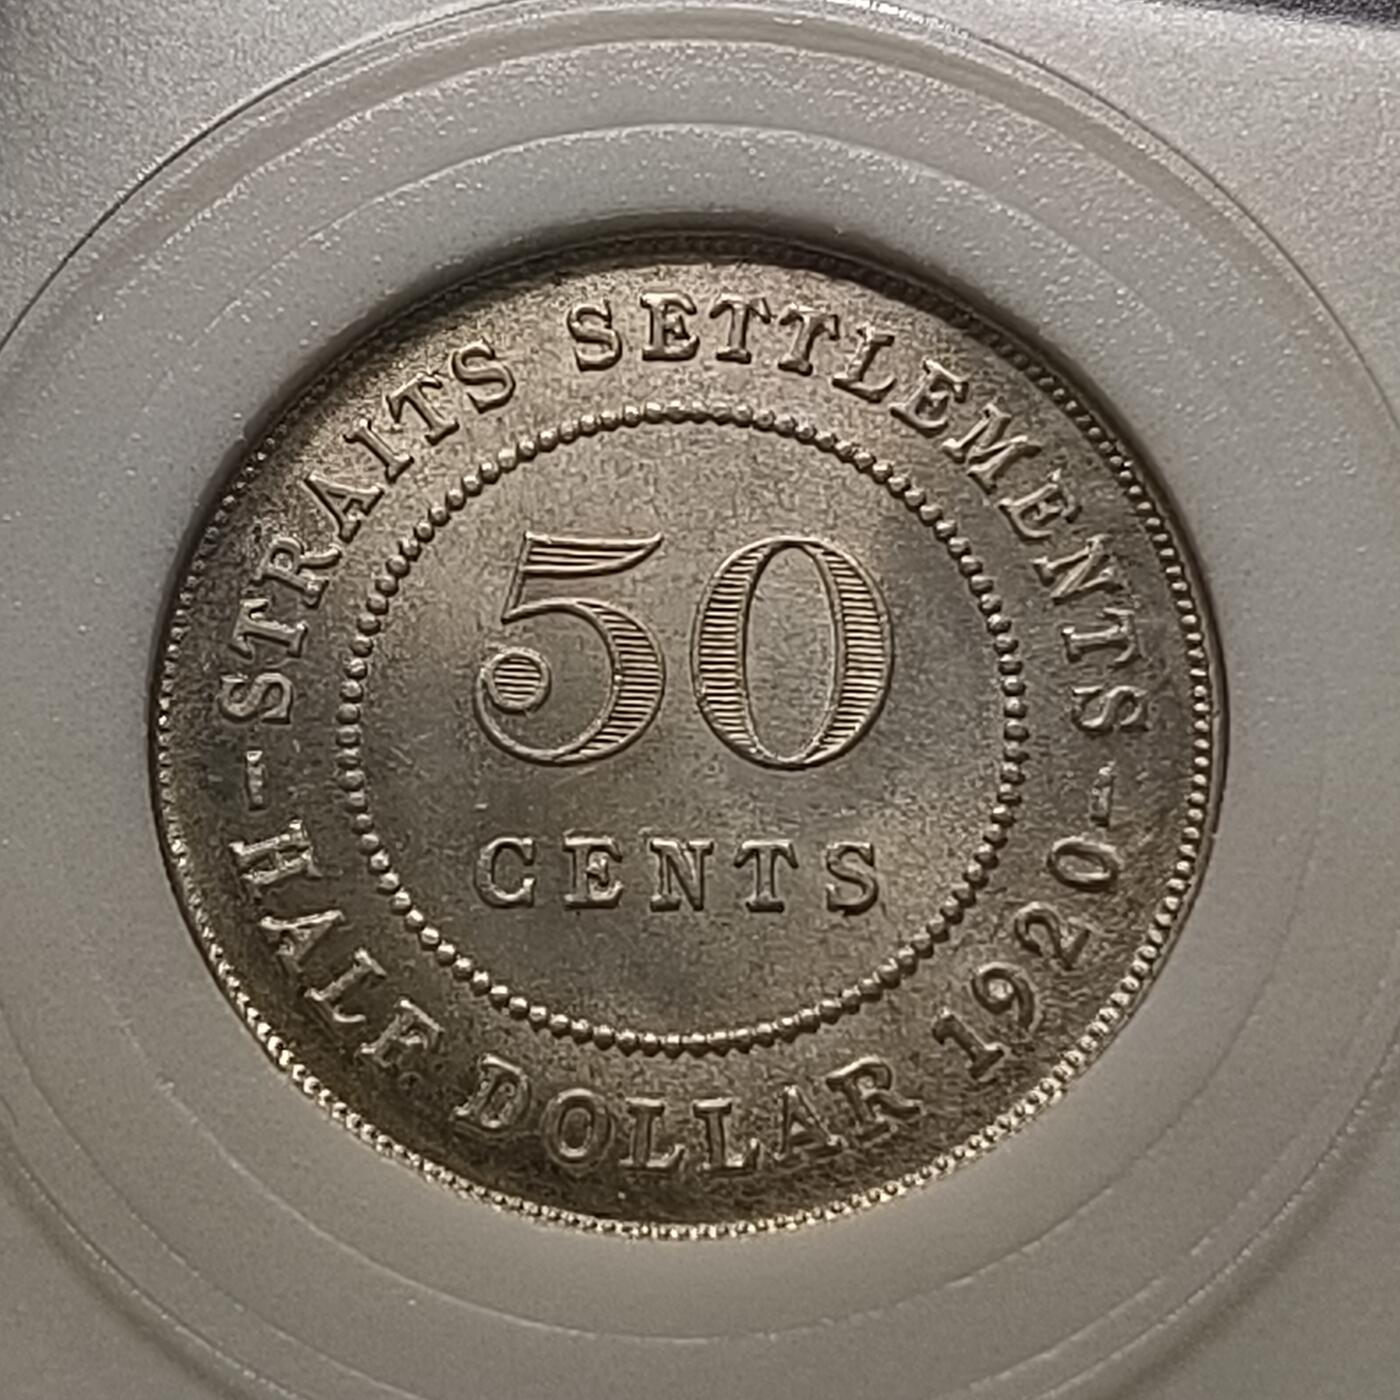 STRAITS SETTLEMENTS
50
CENTS
-HALF DOLLAR 1920-